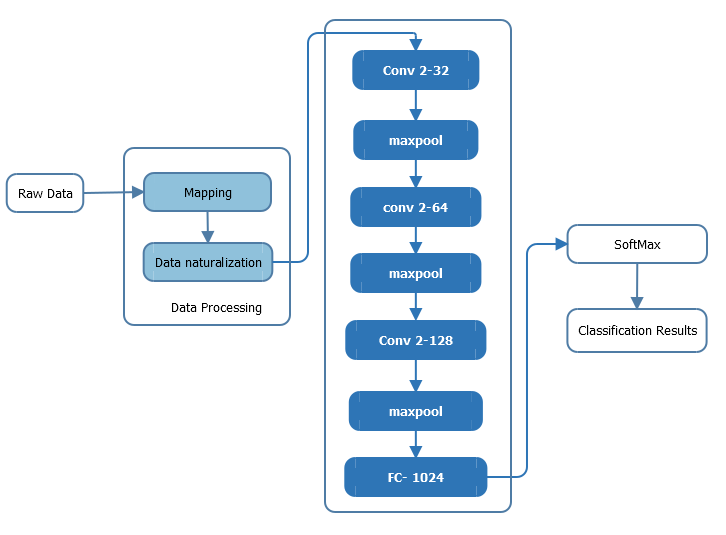 Raw Data
Mapping
Data naturalization
Data Processing
Conv 2-32
maxpool
conv 2-64
maxpool
Conv 2-128
maxpool
FC- 1024
SoftMax
Classification Results